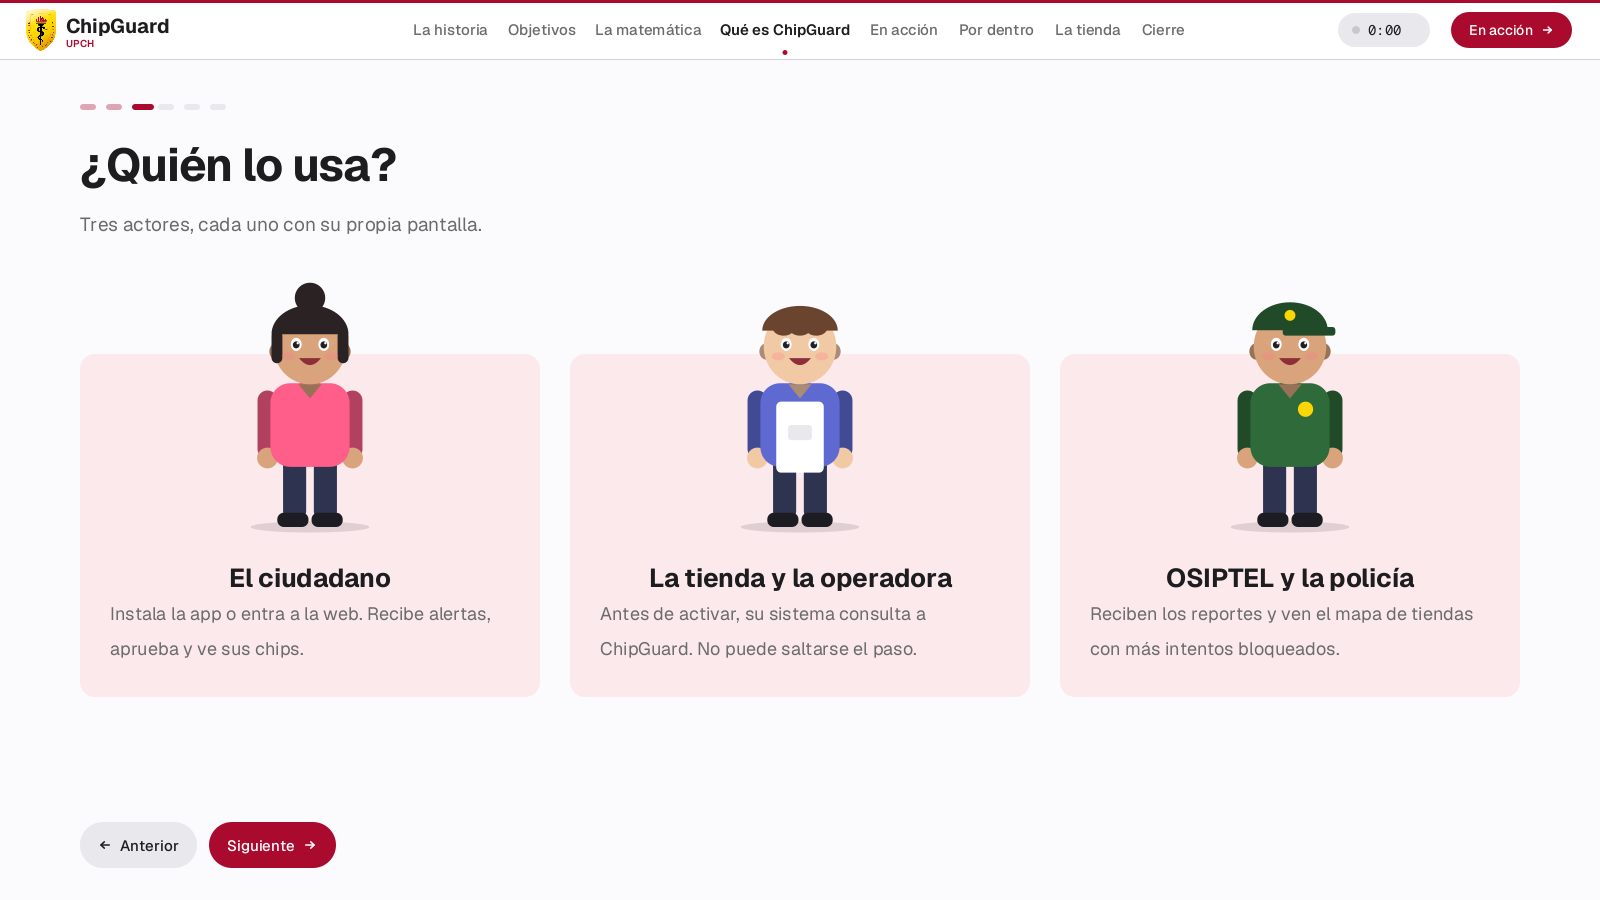 ChipGuard
UPCH
La historia
Objetivos
La matemática
Qué es ChipGuard
En acción
Por dentro
La tienda
Cierre
0:00
En acción →
¿Quién lo usa?
Tres actores, cada uno con su propia pantalla.
El ciudadano
Instala la app o entra a la web. Recibe alertas,
aprueba y ve sus chips.
La tienda y la operadora
Antes de activar, su sistema consulta a
ChipGuard. No puede saltarse el paso.
OSIPTEL y la policía
Reciben los reportes y ven el mapa de tiendas
con más intentos bloqueados.
← Anterior
Siguiente →